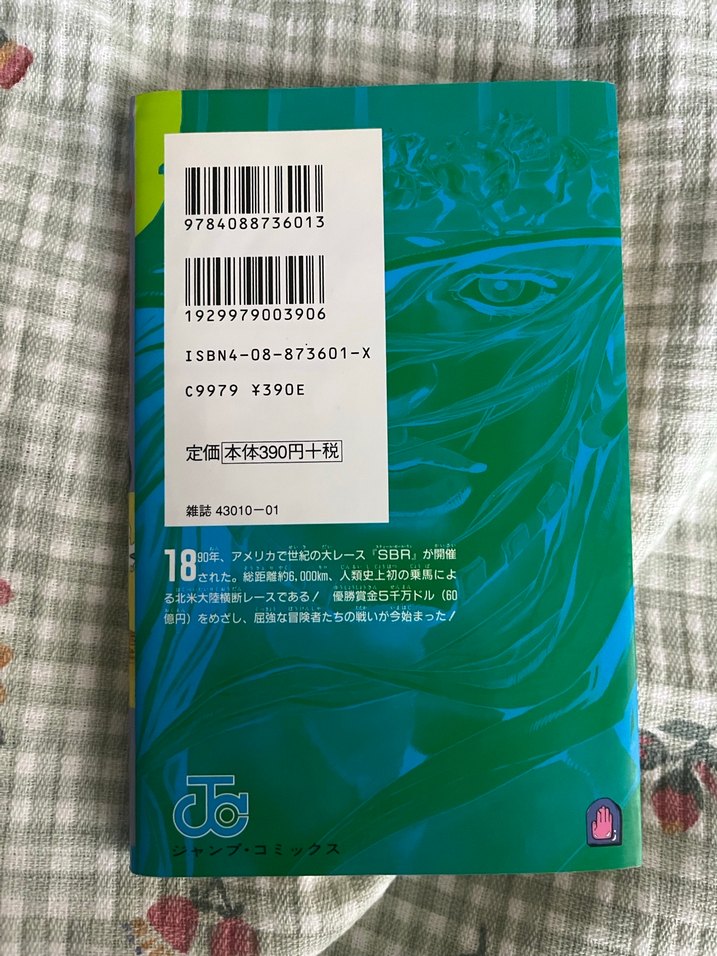 9784088736013
1929979003906
ISBN4-08-873601-X
C9979 ¥390E
定価 本体390円+税
雑誌 43010-01
1890年、アメリカで世紀の大レース『SBR』が開催
された。総距離約6,000km、人類史上初の乗馬によ
る北米大陸横断レースである! 優勝賞金5千万ドル(60
億円)をめざし、屈強な冒険者たちの戦いが今始まった!
JC
ジャンプ・コミックス